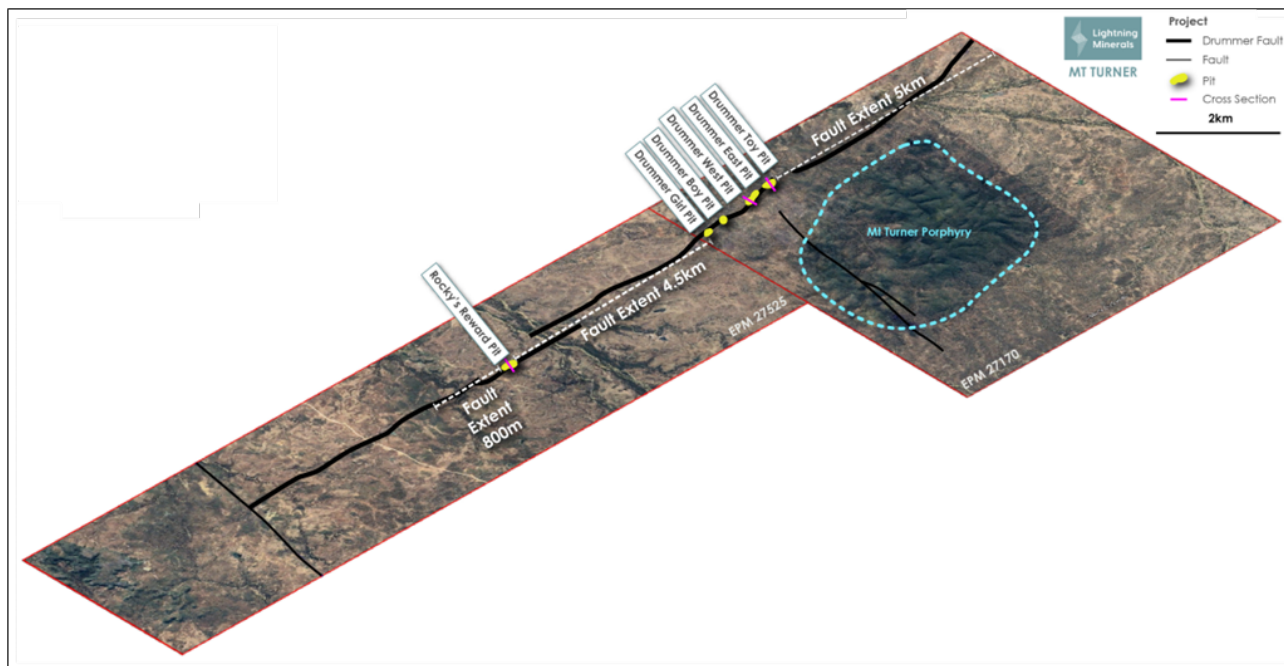 Lightning
Minerals
MT TURNER
Project
Drummer Fault
Fault
Pit
Cross Section
2km
Fault Extent 5km
Drummer Toy Pit
Drummer East Pit
Drummer West Pit
Drummer Boy Pit
Drummer Girl Pit
Mt Turner Porphyry
Rocky's Reward Pit
Fault Extent 4.5km
EPM 27525
EPM 27170
Fault
Extent
800m